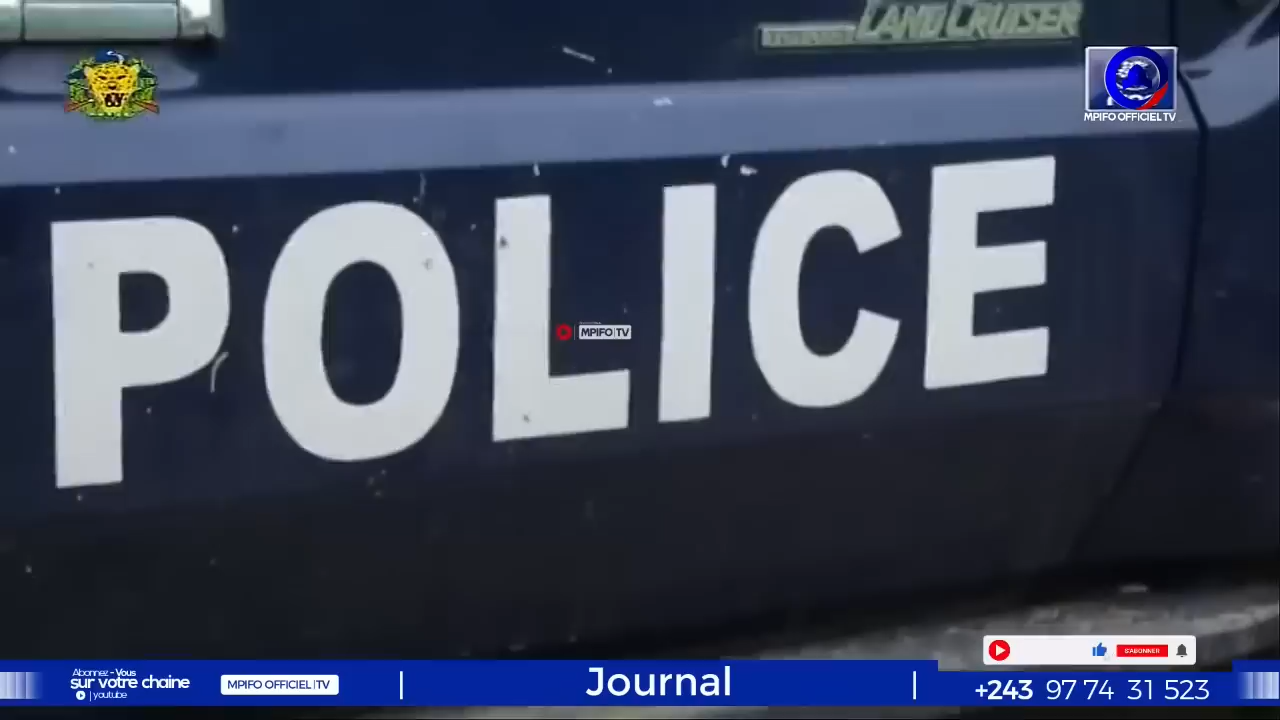 LAND CRUISER
MPIFO OFFICIEL TV
POLICE
MPIFO TV
S'ABONNER
Abonnez - Vous
sur votre chaine
youtube
MPIFO OFFICIEL | TV
Journal
+243 97 74 31 523